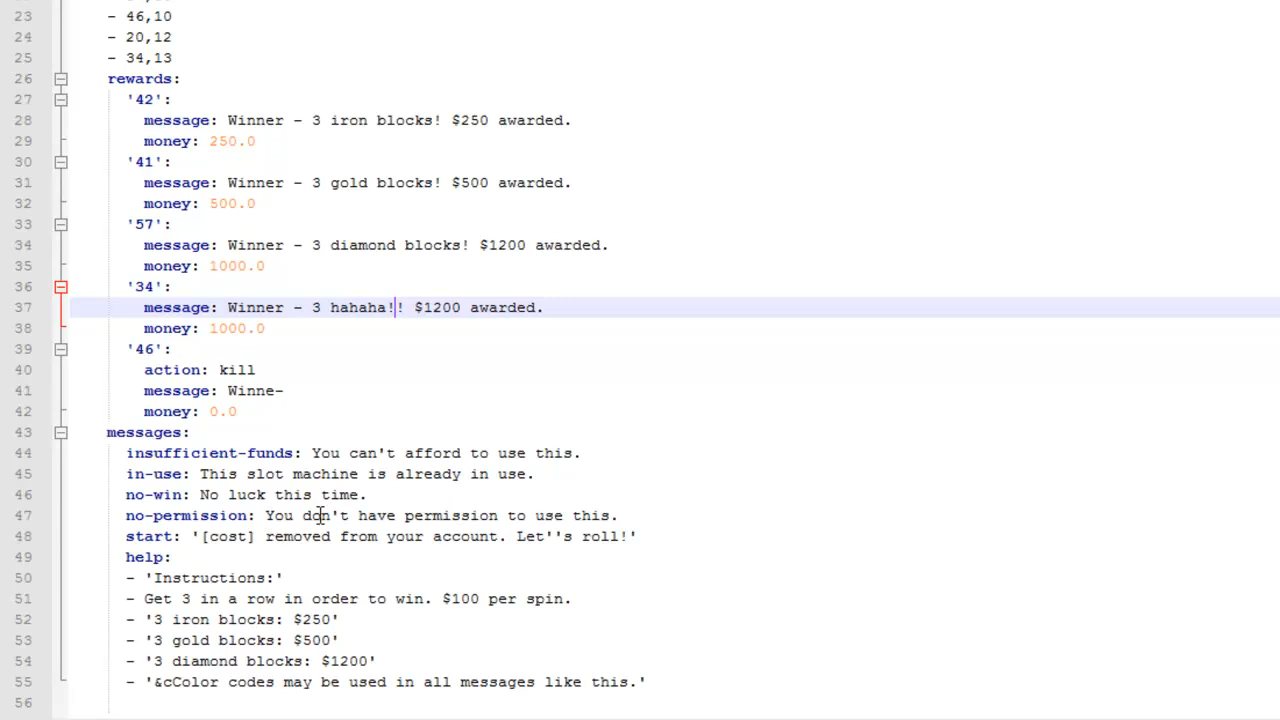 23 - 46,10
24 - 20,12
25 - 34,13
26 rewards:
27 '42':
28 message: Winner - 3 iron blocks! $250 awarded.
29 money: 250.0
30 '41':
31 message: Winner - 3 gold blocks! $500 awarded.
32 money: 500.0
33 '57':
34 message: Winner - 3 diamond blocks! $1200 awarded.
35 money: 1000.0
36 '34':
37 message: Winner - 3 hahaha!! $1200 awarded.
38 money: 1000.0
39 '46':
40 action: kill
41 message: Winne-
42 money: 0.0
43 messages:
44 insufficient-funds: You can't afford to use this.
45 in-use: This slot machine is already in use.
46 no-win: No luck this time.
47 no-permission: You don't have permission to use this.
48 start: '[cost] removed from your account. Let''s roll!'
49 help:
50 - 'Instructions:'
51 - Get 3 in a row in order to win. $100 per spin.
52 - '3 iron blocks: $250'
53 - '3 gold blocks: $500'
54 - '3 diamond blocks: $1200'
55 - '&cColor codes may be used in all messages like this.'
56